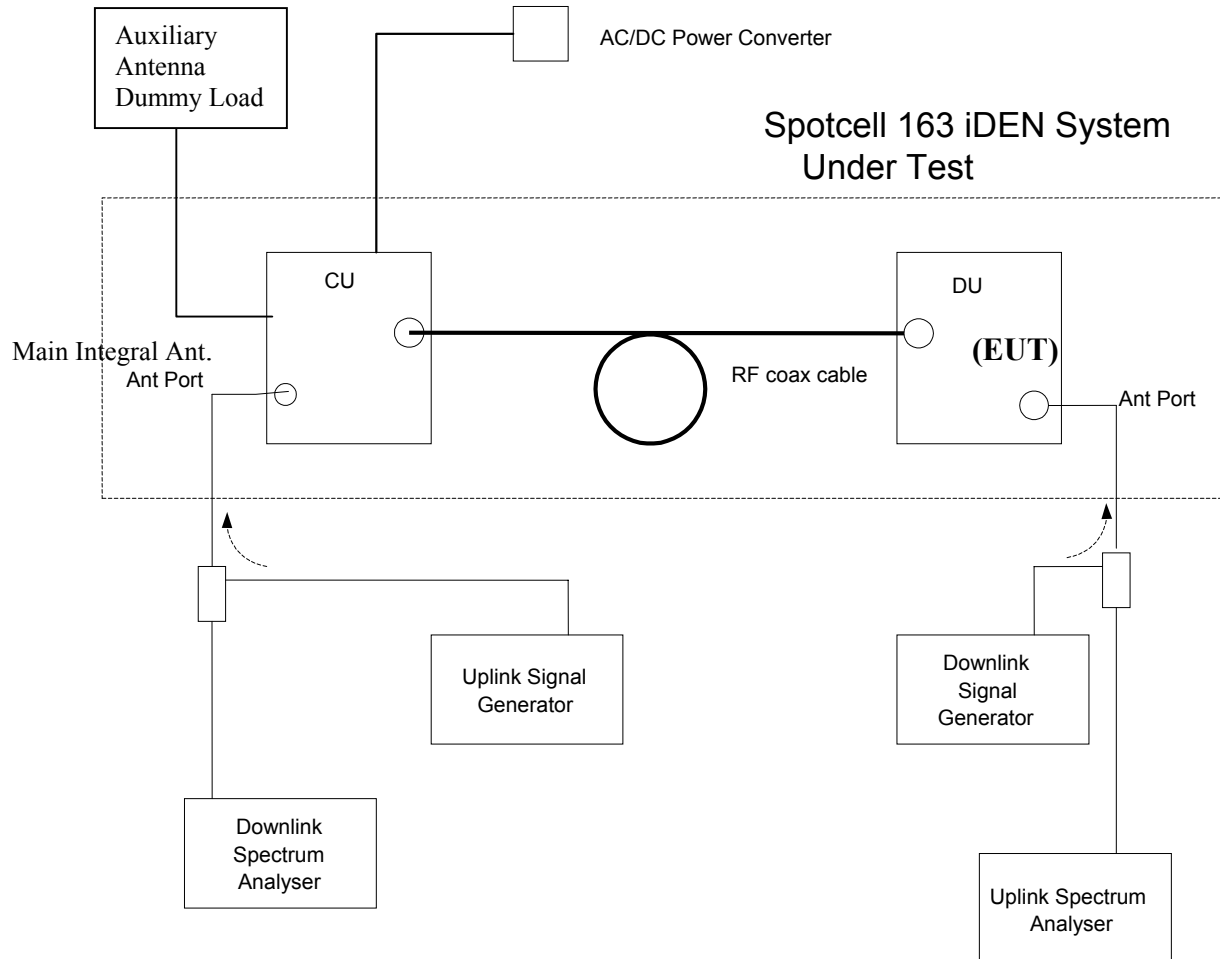 Auxiliary
Antenna
Dummy Load
AC/DC Power Converter
Spotcell 163 iDEN System
Under Test
CU
DU
Main Integral Ant.
Ant Port
(EUT)
RF coax cable
Ant Port
Uplink Signal
Generator
Downlink
Signal
Generator
Downlink
Spectrum
Analyser
Uplink Spectrum
Analyser